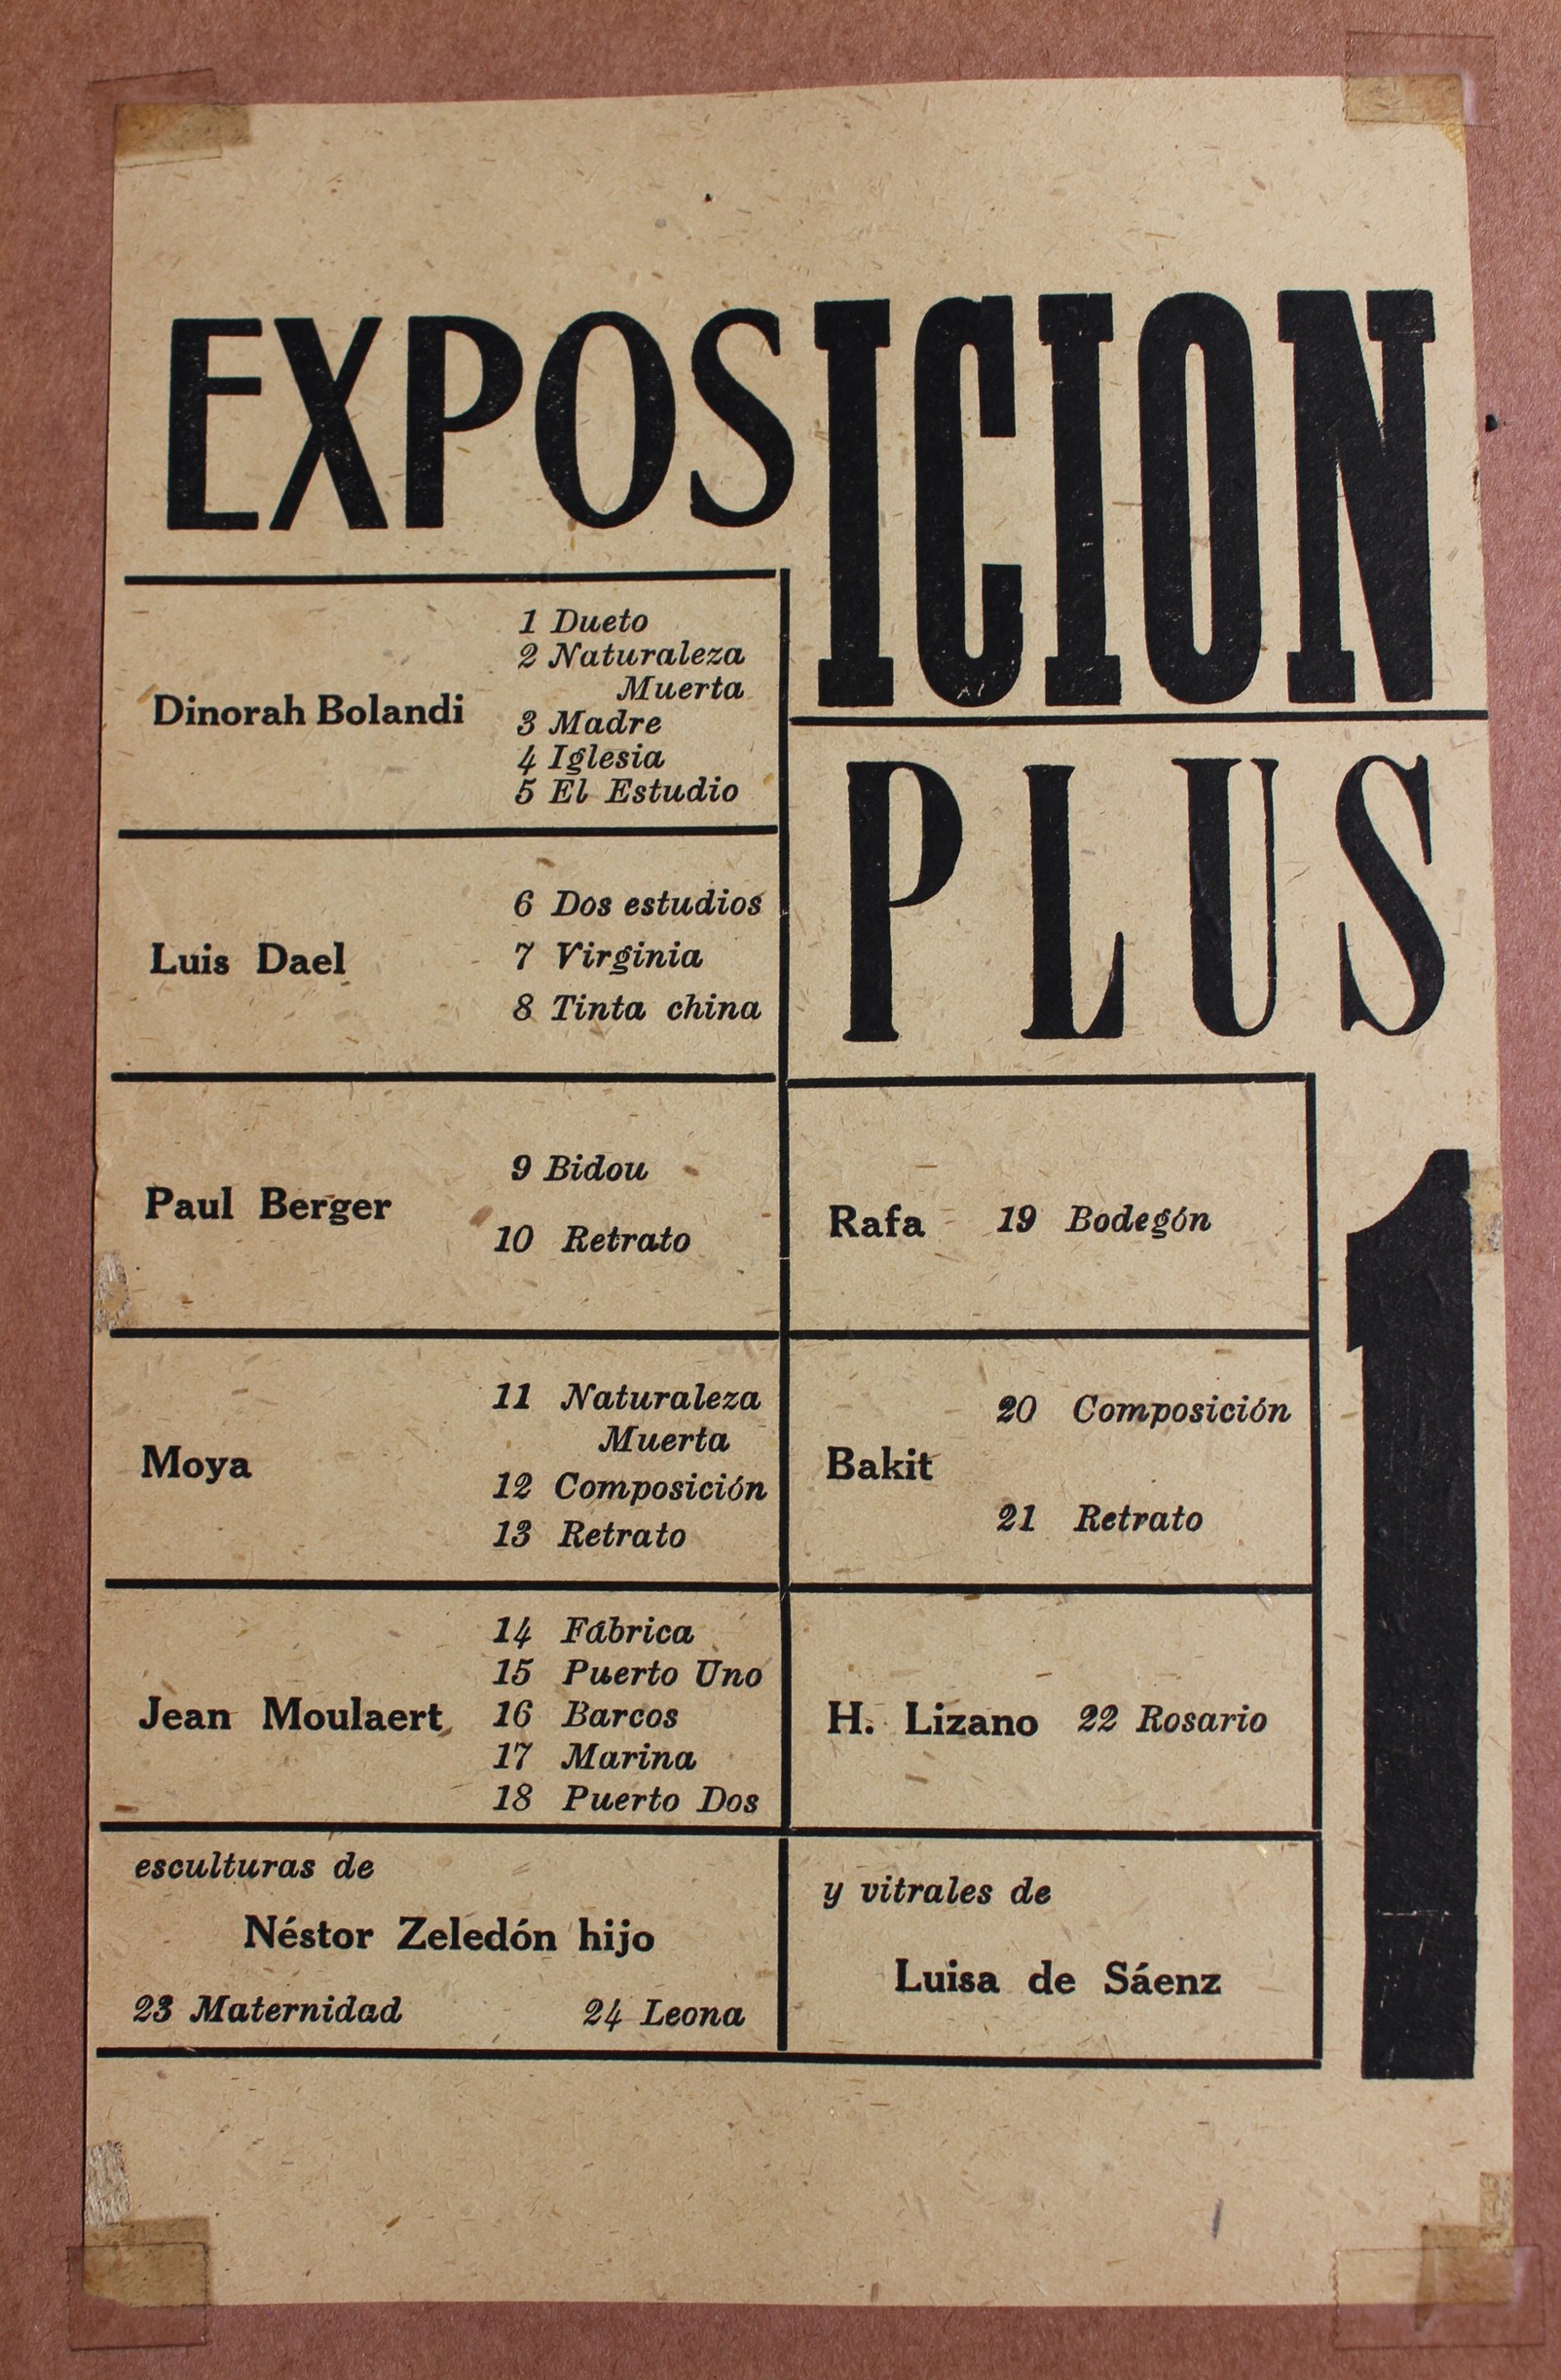 EXPOSICION
PLUS
1
Dinorah Bolandi
1 Dueto
2 Naturaleza
Muerta
3 Madre
4 Iglesia
5 El Estudio
Luis Dael
6 Dos estudios
7 Virginia
8 Tinta china
Paul Berger
9 Bidou
10 Retrato
Moya
11 Naturaleza
Muerta
12 Composición
13 Retrato
Jean Moulaert
14 Fábrica
15 Puerto Uno
16 Barcos
17 Marina
18 Puerto Dos
Rafa 19 Bodegón
Bakit
20 Composición
21 Retrato
H. Lizano 22 Rosario
esculturas de
Néstor Zeledón hijo
23 Maternidad 24 Leona
y vitrales de
Luisa de Sáenz